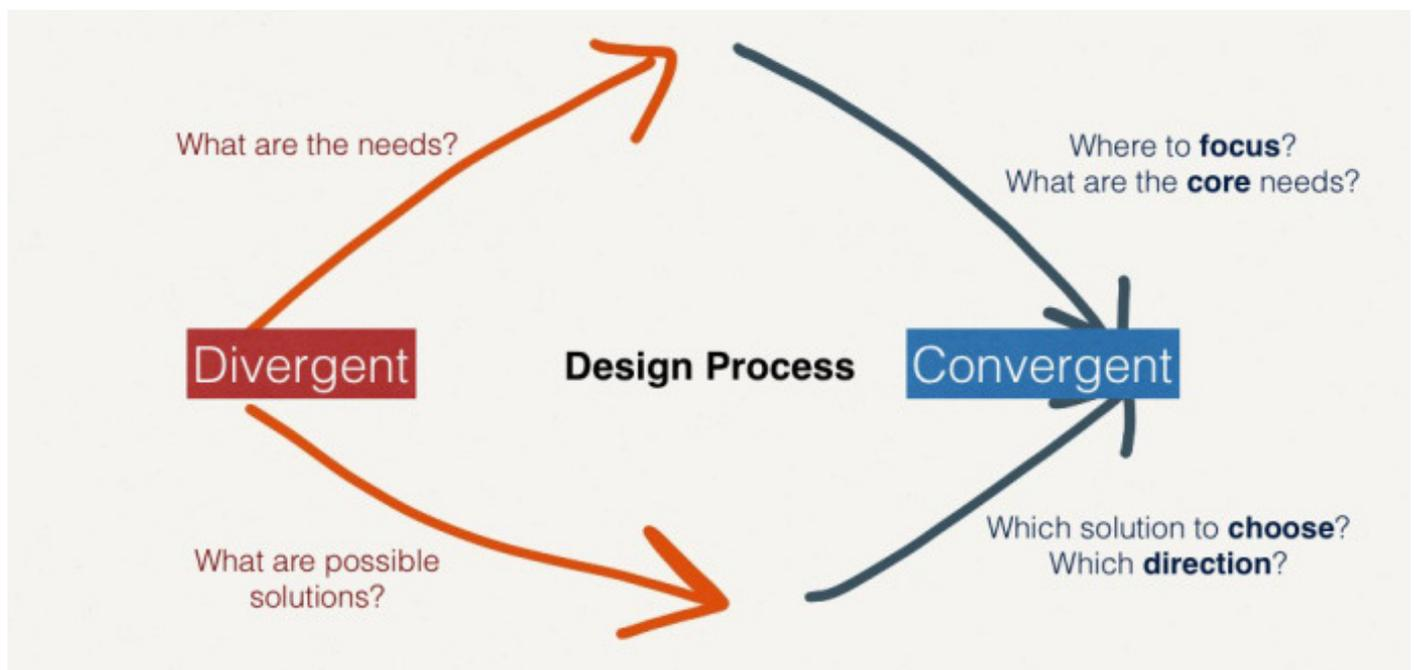 What are the needs?
Where to focus?
What are the core needs?
Divergent
Design Process
Convergent
What are possible
solutions?
Which solution to choose?
Which direction?